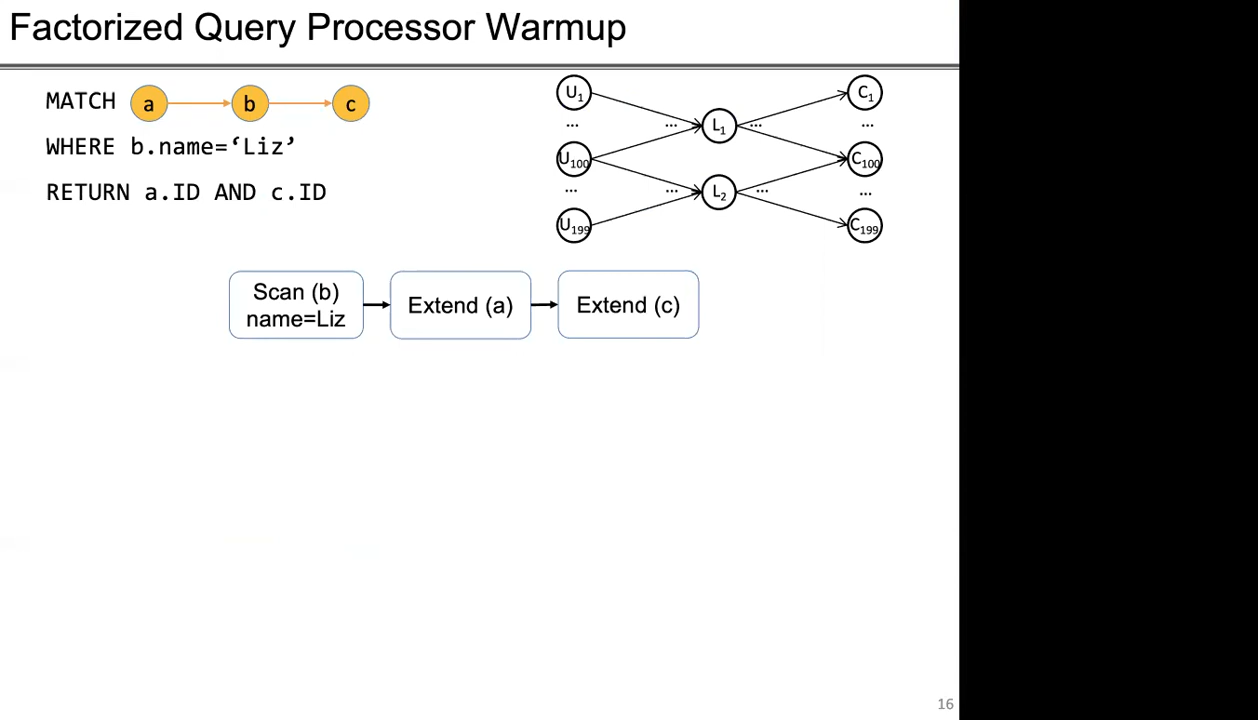 Factorized Query Processor Warmup
MATCH a b c
WHERE b.name=‘Liz’
RETURN a.ID AND c.ID
U1
...
U100
...
U199
...
...
L1
L2
...
...
C1
...
C100
...
C199
Scan (b)
name=Liz
Extend (a)
Extend (c)
16